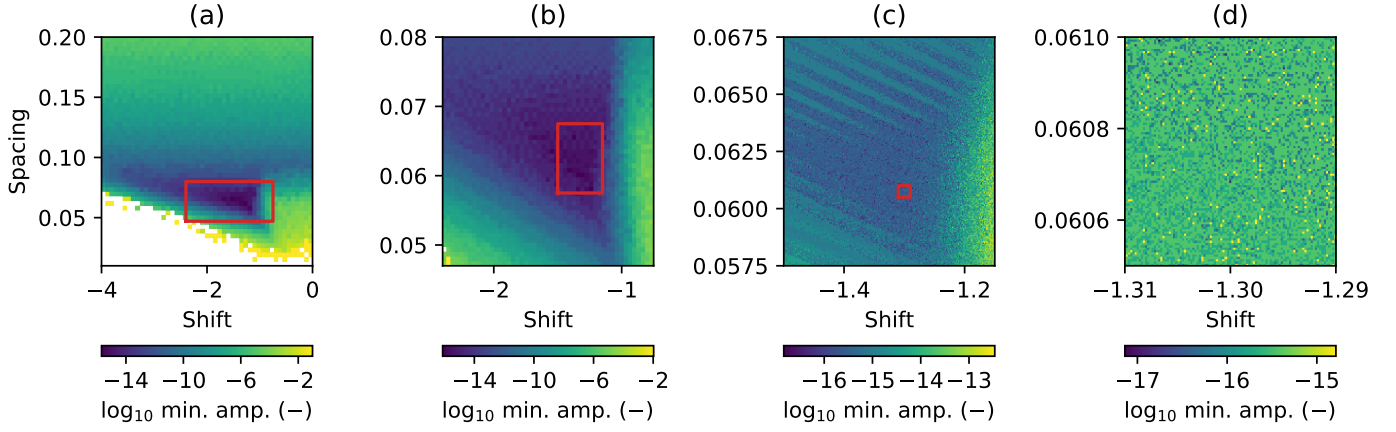 (a) (b) (c) (d)
Spacing
0.20
0.15
0.10
0.05
−4 −2 0
Shift
−14 −10 −6 −2
log10 min. amp. (−)
0.08
0.07
0.06
0.05
−2 −1
Shift
−14 −10 −6 −2
log10 min. amp. (−)
0.0675
0.0650
0.0625
0.0600
0.0575
−1.4 −1.2
Shift
−16 −15 −14 −13
log10 min. amp. (−)
0.0610
0.0608
0.0606
−1.31 −1.30 −1.29
Shift
−17 −16 −15
log10 min. amp. (−)